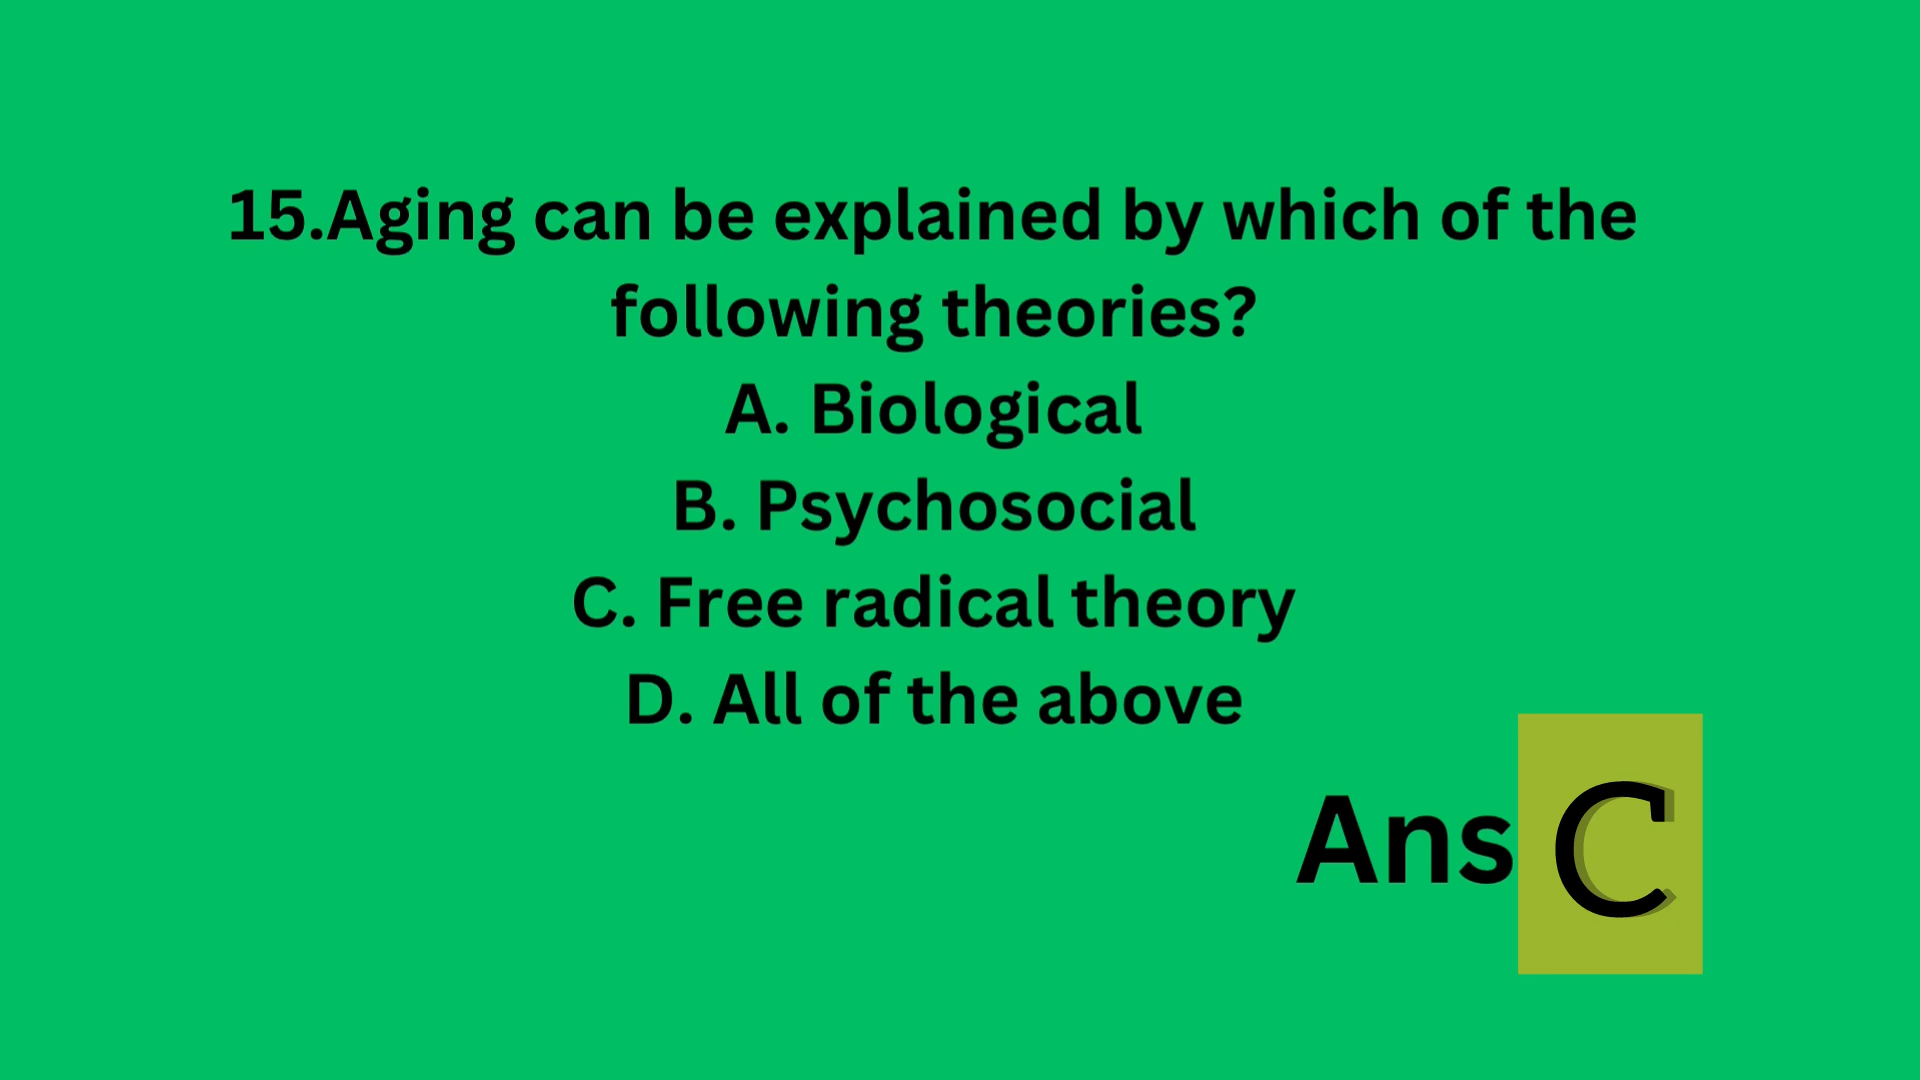 15.Aging can be explained by which of the
following theories?
A. Biological
B. Psychosocial
C. Free radical theory
D. All of the above
Ans C